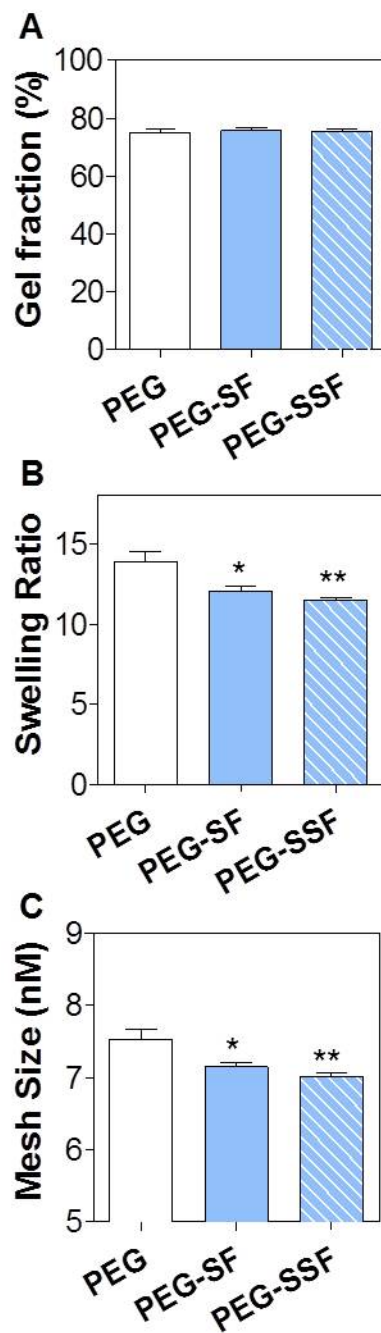 A
Gel fraction (%)
100
80
60
40
20
0
PEG
PEG-SF
PEG-SSF
B
Swelling Ratio
15
10
5
0
*
**
PEG
PEG-SF
PEG-SSF
C
Mesh Size (nM)
9
8
7
6
5
*
**
PEG
PEG-SF
PEG-SSF